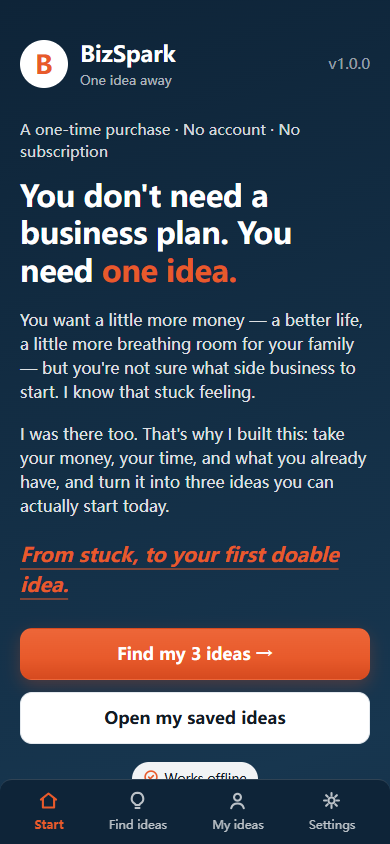 B
BizSpark
One idea away
v1.0.0
A one-time purchase · No account · No
subscription
You don't need a
business plan. You
need one idea.
You want a little more money — a better life,
a little more breathing room for your family
— but you're not sure what side business to
start. I know that stuck feeling.
I was there too. That's why I built this: take
your money, your time, and what you already
have, and turn it into three ideas you can
actually start today.
From stuck, to your first doable
idea.
Find my 3 ideas →
Open my saved ideas
Works offline
Start
Find ideas
My ideas
Settings